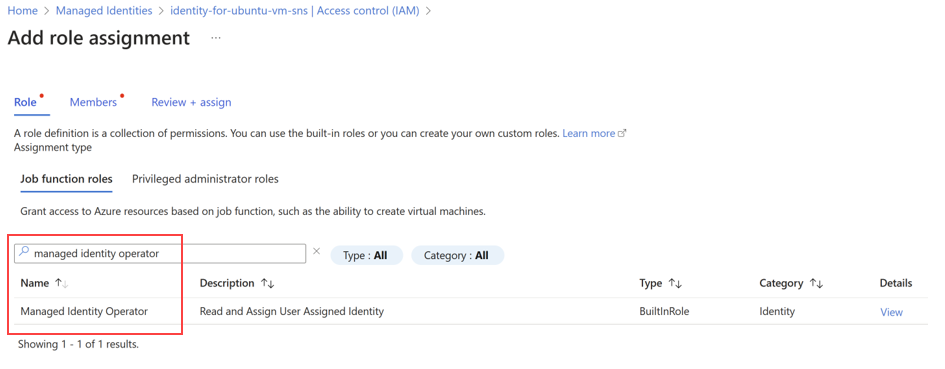 Home > Managed Identities > identity-for-ubuntu-vm-sns | Access control (IAM) >
Add role assignment ...
Role Members Review + assign
A role definition is a collection of permissions. You can use the built-in roles or you can create your own custom roles. Learn more
Assignment type
Job function roles Privileged administrator roles
Grant access to Azure resources based on job function, such as the ability to create virtual machines.
managed identity operator × Type : All Category : All
Name ↑↓ Description ↑↓ Type ↑↓ Category ↑↓ Details
Managed Identity Operator Read and Assign User Assigned Identity BuiltInRole Identity View
Showing 1 - 1 of 1 results.